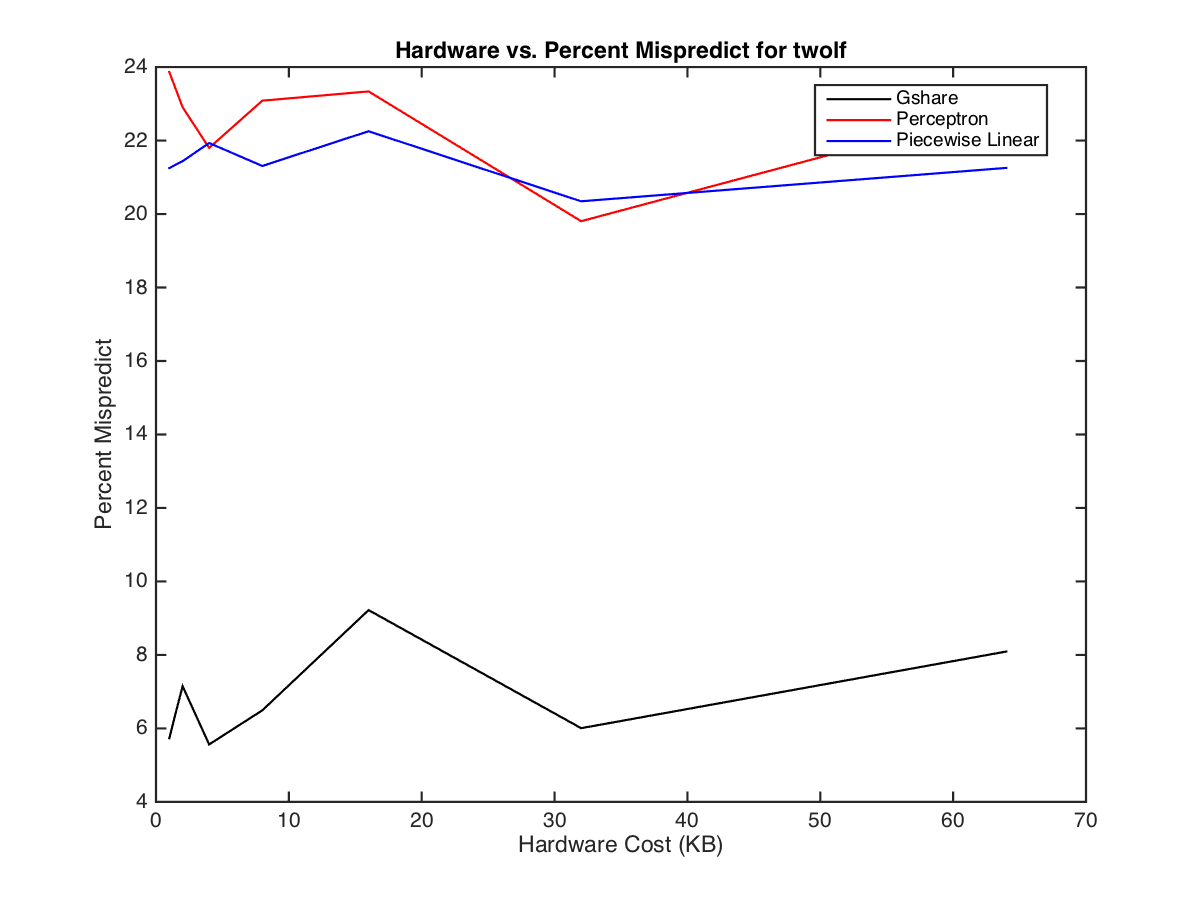 Hardware vs. Percent Mispredict for twolf
Gshare
Perceptron
Piecewise Linear
24
22
20
18
16
14
12
10
8
6
4
Percent Mispredict
0 10 20 30 40 50 60 70
Hardware Cost (KB)